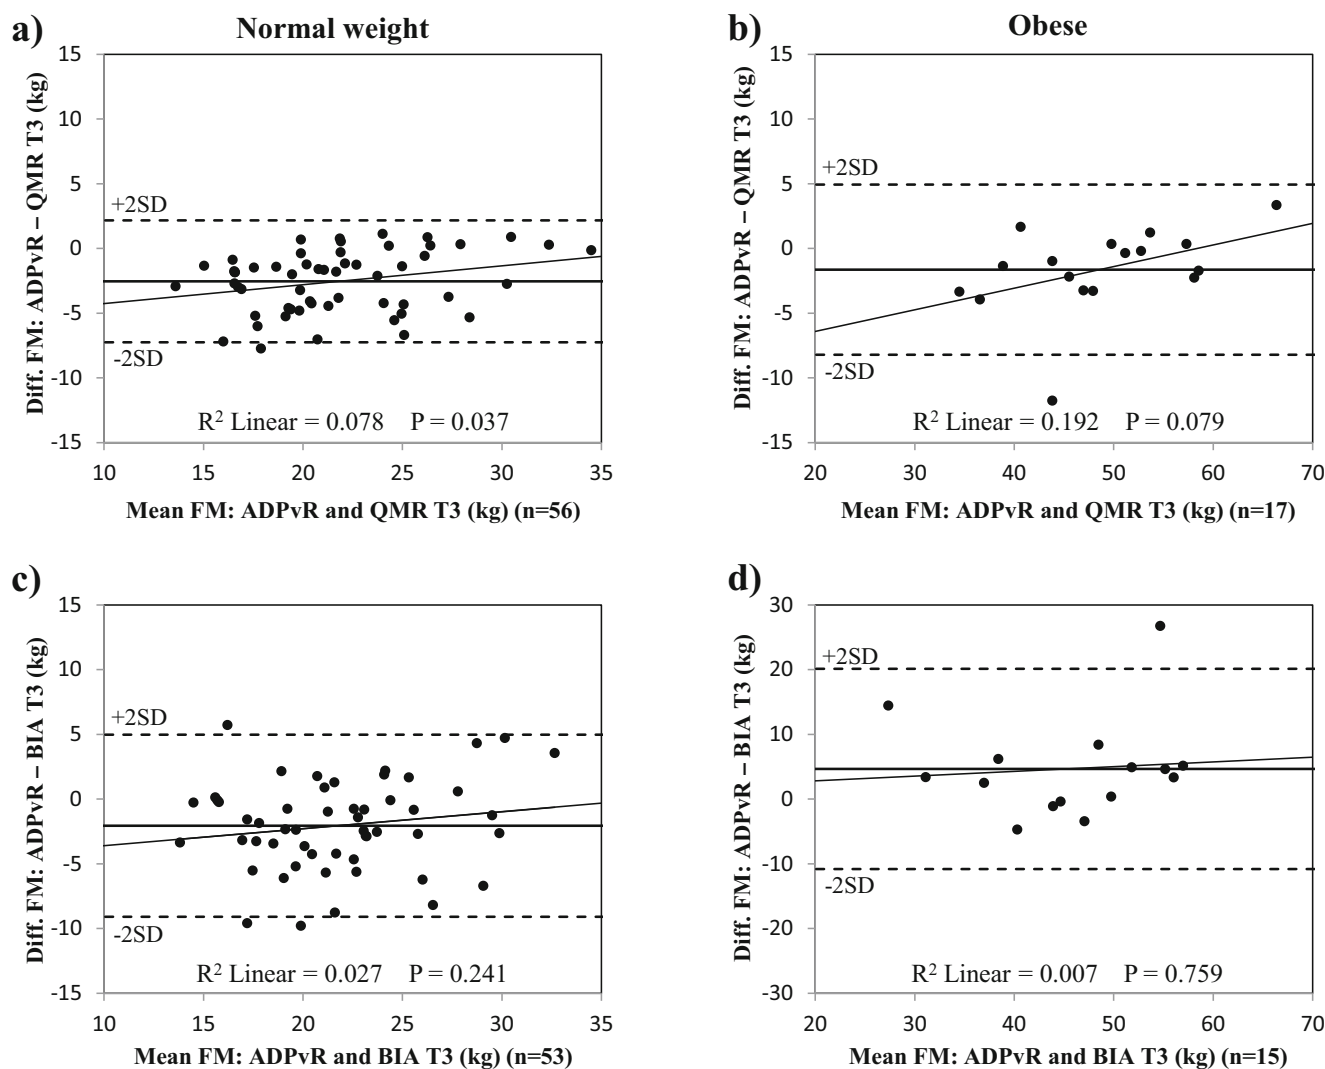 a)
Normal weight
Diff. FM: ADPvR – QMR T3 (kg)
15
10
5
0
-5
-10
-15
+2SD
-2SD
R² Linear = 0.078 P = 0.037
10 15 20 25 30 35
Mean FM: ADPvR and QMR T3 (kg) (n=56)
b)
Obese
Diff. FM: ADPvR – QMR T3 (kg)
15
10
5
0
-5
-10
-15
+2SD
-2SD
R² Linear = 0.192 P = 0.079
20 30 40 50 60 70
Mean FM: ADPvR and QMR T3 (kg) (n=17)
c)
Diff. FM: ADPvR – BIA T3 (kg)
15
10
5
0
-5
-10
-15
+2SD
-2SD
R² Linear = 0.027 P = 0.241
10 15 20 25 30 35
Mean FM: ADPvR and BIA T3 (kg) (n=53)
d)
Diff. FM: ADPvR – BIA T3 (kg)
30
20
10
0
-10
-20
-30
+2SD
-2SD
R² Linear = 0.007 P = 0.759
20 30 40 50 60 70
Mean FM: ADPvR and BIA T3 (kg) (n=15)